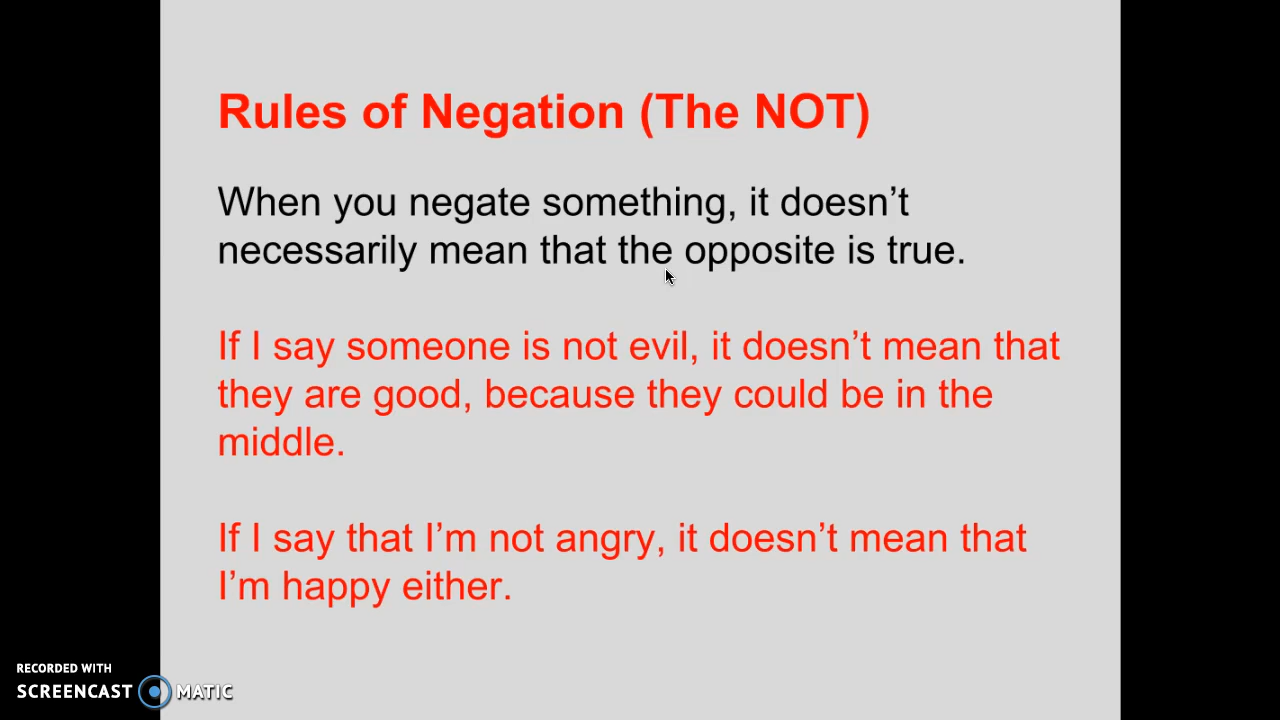 Rules of Negation (The NOT)
When you negate something, it doesn’t
necessarily mean that the opposite is true.
If I say someone is not evil, it doesn’t mean that
they are good, because they could be in the
middle.
If I say that I’m not angry, it doesn’t mean that
I’m happy either.
RECORDED WITH
SCREENCAST MATIC